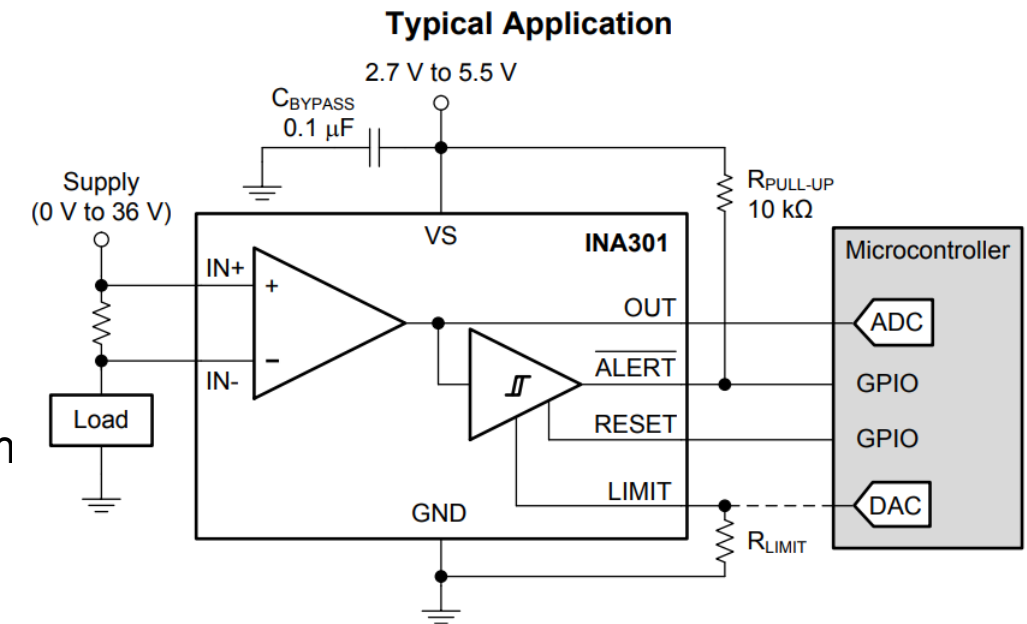 Typical Application
2.7 V to 5.5 V
CBYPASS
0.1 μF
Supply
(0 V to 36 V)
RPULL-UP
10 kΩ
VS
INA301
Microcontroller
IN+
+
OUT
ADC
ALERT
GPIO
−
IN-
Load
RESET
GPIO
n
LIMIT
DAC
GND
RLIMIT